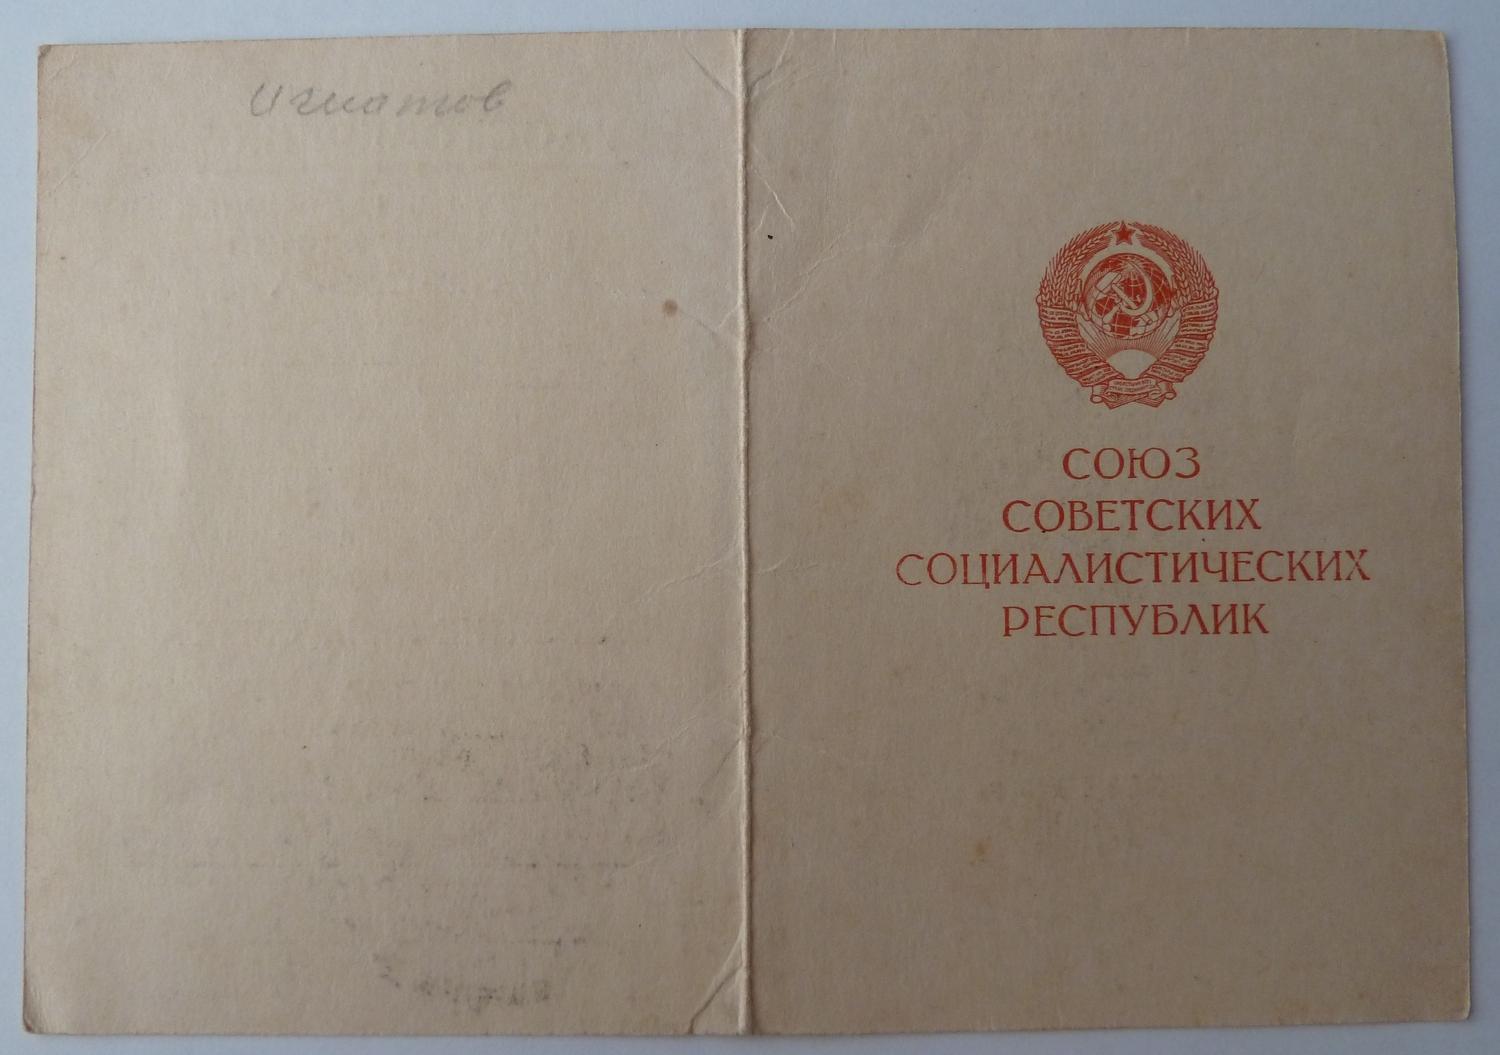 Игнатов
СОЮЗ
СОВЕТСКИХ
СОЦИАЛИСТИЧЕСКИХ
РЕСПУБЛИК